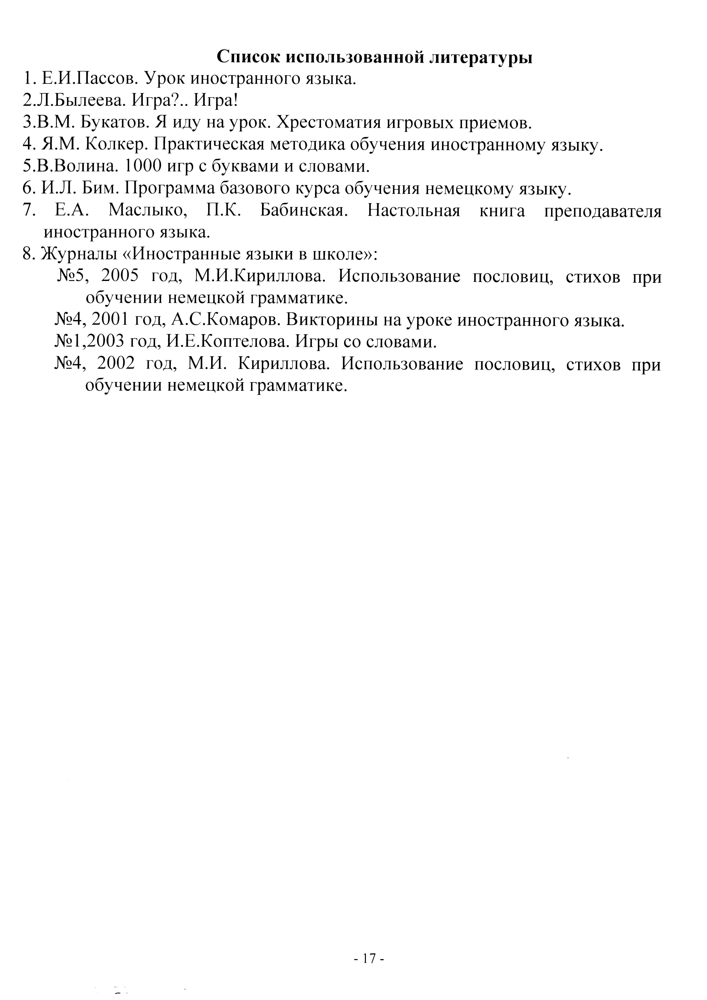 Список использованной литературы
1. Е.И.Пассов. Урок иностранного языка.
2.Л.Былеева. Игра?.. Игра!
3.В.М. Букатов. Я иду на урок. Хрестоматия игровых приемов.
4. Я.М. Колкер. Практическая методика обучения иностранному языку.
5.В.Волина. 1000 игр с буквами и словами.
6. И.Л. Бим. Программа базового курса обучения немецкому языку.
7. Е.А. Маслыко, П.К. Бабинская. Настольная книга преподавателя
иностранного языка.
8. Журналы «Иностранные языки в школе»:
№5, 2005 год, М.И.Кириллова. Использование пословиц, стихов при
обучении немецкой грамматике.
№4, 2001 год, А.С.Комаров. Викторины на уроке иностранного языка.
№1,2003 год, И.Е.Коптелова. Игры со словами.
№4, 2002 год, М.И. Кириллова. Использование пословиц, стихов при
обучении немецкой грамматике.
- 17 -